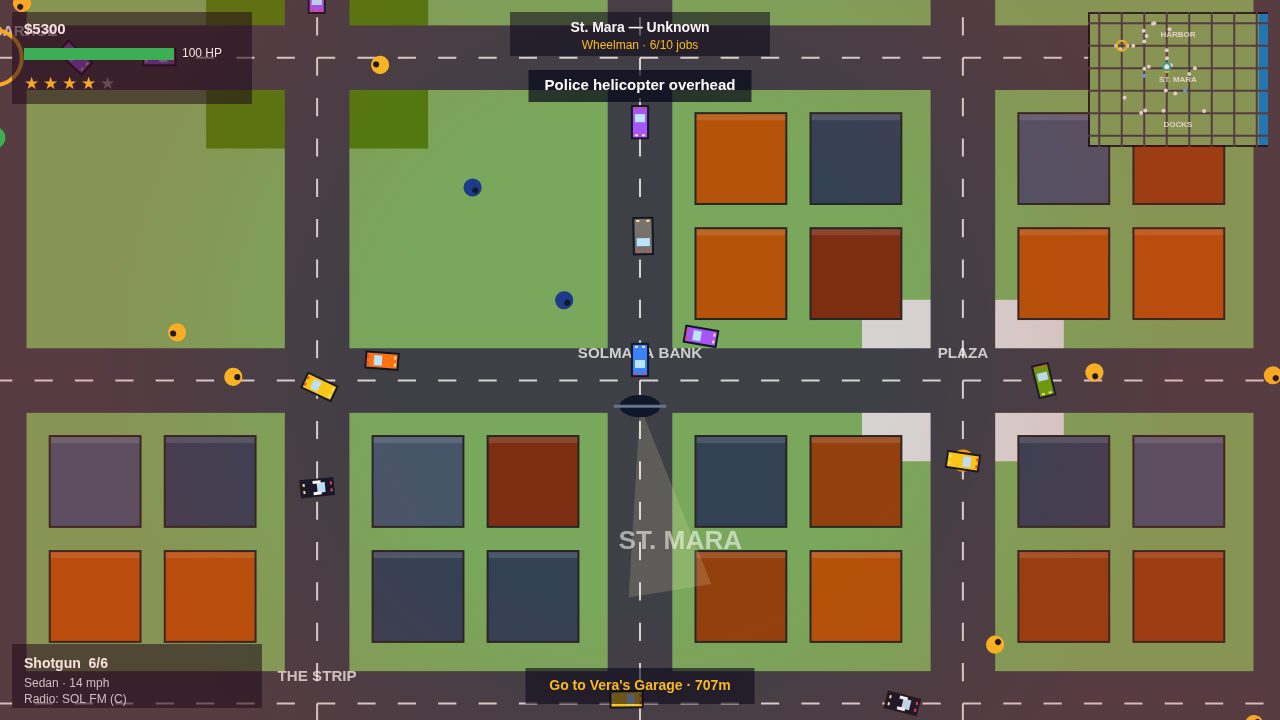 $5300
100 HP
St. Mara — Unknown
Wheelman · 6/10 jobs
Police helicopter overhead
HARBOR
ST. MARA
DOCKS
PLAZA
ST. MARA
THE STRIP
Shotgun 6/6
Sedan · 14 mph
Radio: SOL FM (C)
Go to Vera's Garage · 707m
BANK